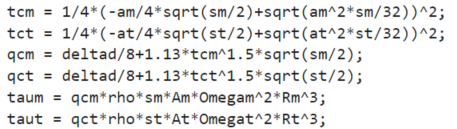 tcm = 1/4*(-am/4*sqrt(sm/2)+sqrt(am^2*sm/32))^2;
tct = 1/4*(-at/4*sqrt(st/2)+sqrt(at^2*st/32))^2;
qcm = deltad/8+1.13*tcm^1.5*sqrt(sm/2);
qct = deltad/8+1.13*tct^1.5*sqrt(st/2);
taum = qcm*rho*sm*Am*Omegam^2*Rm^3;
taut = qct*rho*st*At*Omegat^2*Rt^3;